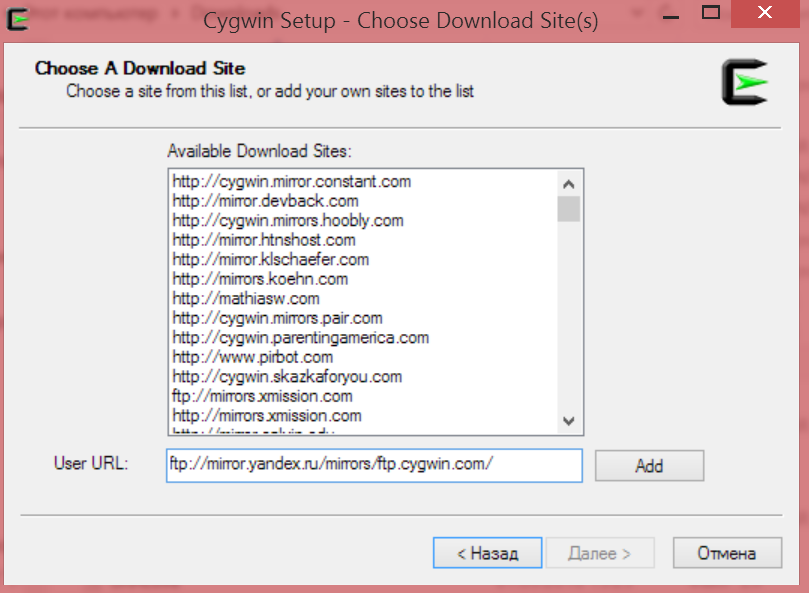 Cygwin Setup - Choose Download Site(s)
Choose A Download Site
Choose a site from this list, or add your own sites to the list
Available Download Sites:
http://cygwin.mirror.constant.com
http://mirror.devback.com
http://cygwin.mirrors.hoobly.com
http://mirror.htnshost.com
http://mirror.klschaefer.com
http://mirrors.koehn.com
http://mathiasw.com
http://cygwin.mirrors.pair.com
http://cygwin.parentingamerica.com
http://www.pirbot.com
http://cygwin.skazkaforyou.com
ftp://mirrors.xmission.com
http://mirrors.xmission.com
User URL:
ftp://mirror.yandex.ru/mirrors/ftp.cygwin.com/
Add
< Назад
Далее >
Отмена